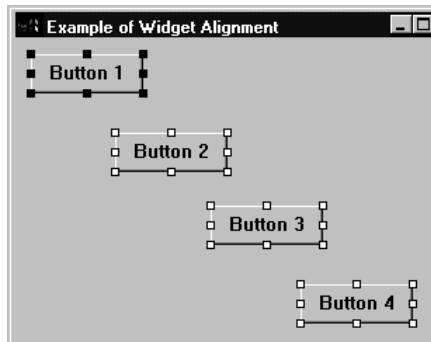 Example of Widget Alignment
Button 1
Button 2
Button 3
Button 4